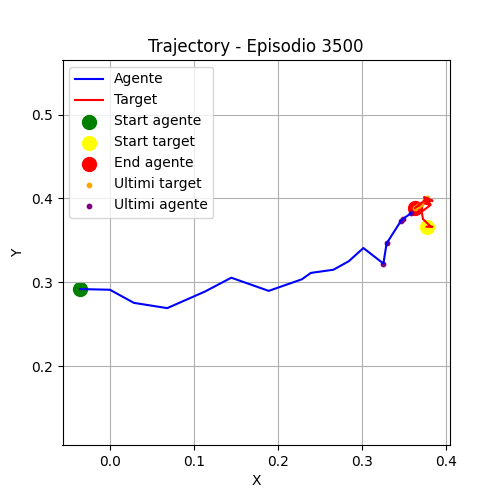 Trajectory - Episodio 3500
Agente
Target
Start agente
Start target
End agente
Ultimi target
Ultimi agente
Y
0.5
0.4
0.3
0.2
0.0
0.1
0.2
0.3
0.4
X